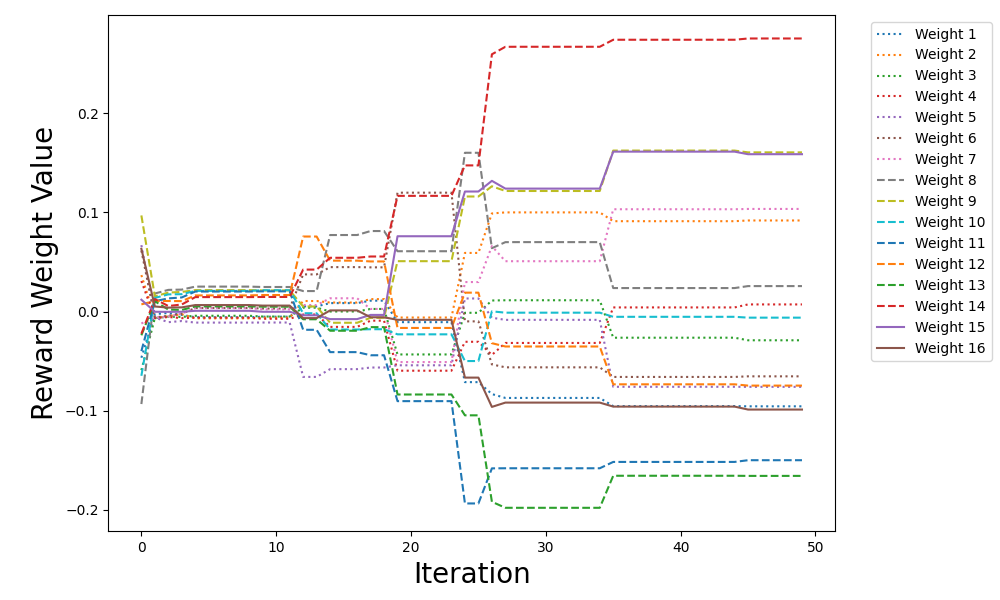 Reward Weight Value
0.2
0.1
0.0
−0.1
−0.2
0
10
20
30
40
50
Iteration
Weight 1
Weight 2
Weight 3
Weight 4
Weight 5
Weight 6
Weight 7
Weight 8
Weight 9
Weight 10
Weight 11
Weight 12
Weight 13
Weight 14
Weight 15
Weight 16